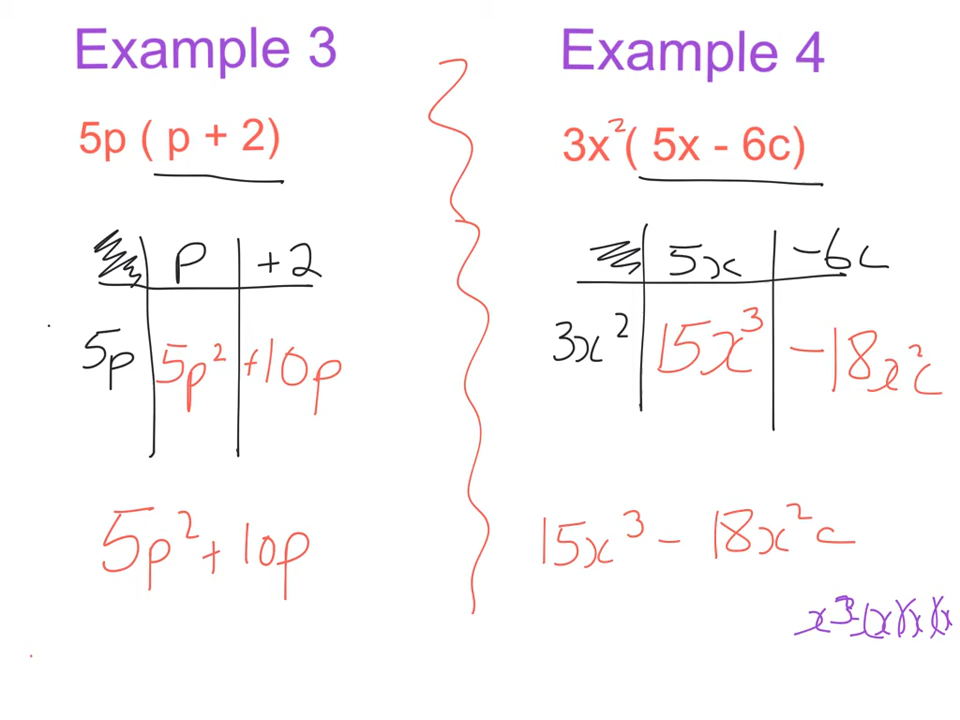 Example 3
5p ( p + 2)
p +2
5p 5p² +10p
5p² + 10p
Example 4
3x²( 5x - 6c)
5x -6c
3x² 15x³ -18x²c
15x³ - 18x²c